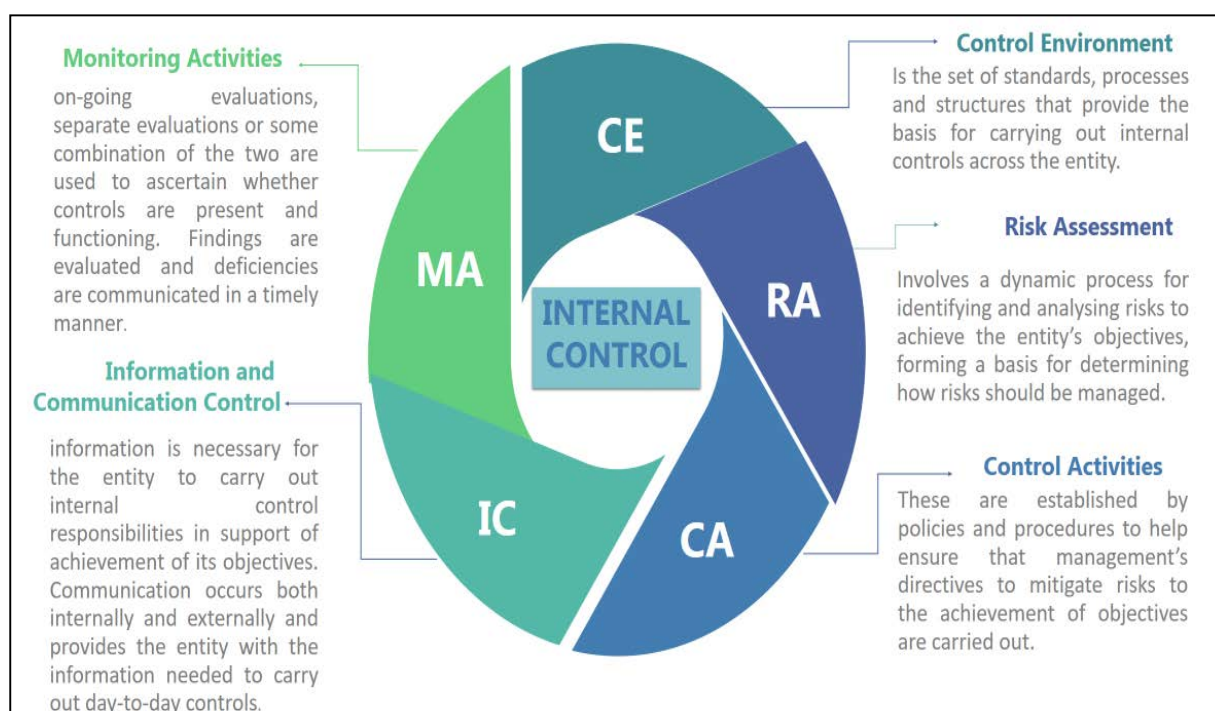 Monitoring Activities
on-going evaluations,
separate evaluations or some
combination of the two are
used to ascertain whether
controls are present and
functioning. Findings are
evaluated and deficiencies
are communicated in a timely
manner.
Information and
Communication Control
information is necessary for
the entity to carry out
internal control
responsibilities in support of
achievement of its objectives.
Communication occurs both
internally and externally and
provides the entity with the
information needed to carry
out day-to-day controls.
CE
RA
MA
INTERNAL
CONTROL
IC
CA
Control Environment
Is the set of standards, processes
and structures that provide the
basis for carrying out internal
controls across the entity.
Risk Assessment
Involves a dynamic process for
identifying and analysing risks to
achieve the entity's objectives,
forming a basis for determining
how risks should be managed.
Control Activities
These are established by
policies and procedures to help
ensure that management's
directives to mitigate risks to
the achievement of objectives
are carried out.